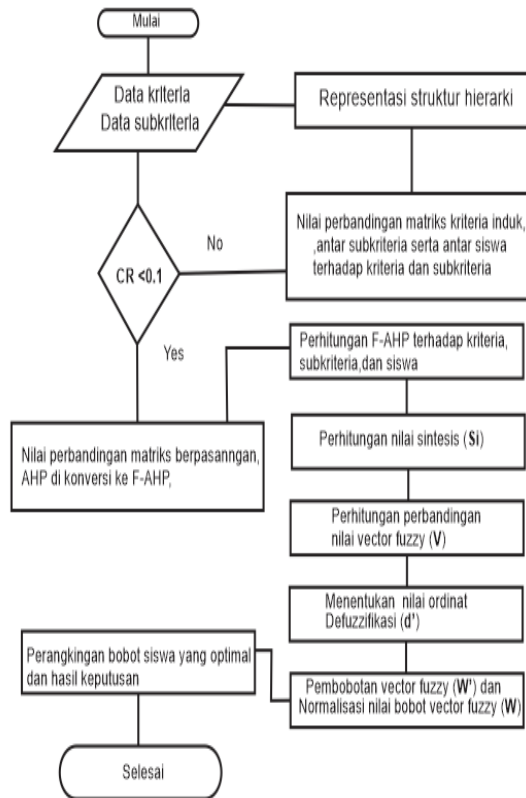 Mulai
Data kriteria
Data subkriteria
Representasi struktur hierarki
Nilai perbandingan matriks kriteria induk,
,antar subkriteria serta antar siswa
terhadap kriteria dan subkriteria
No
CR <0.1
Yes
Perhitungan F-AHP terhadap kriteria,
subkriteria,dan siswa
Nilai perbandingan matriks berpasanngan,
AHP di konversi ke F-AHP,
Perhitungan nilai sintesis (Si)
Perhitungan perbandingan
nilai vector fuzzy (V)
Menentukan nilai ordinat
Defuzzifikasi (d')
Pembobotan vector fuzzy (W') dan
Normalisasi nilai bobot vector fuzzy (W)
Perangkingan bobot siswa yang optimal
dan hasil keputusan
Selesai